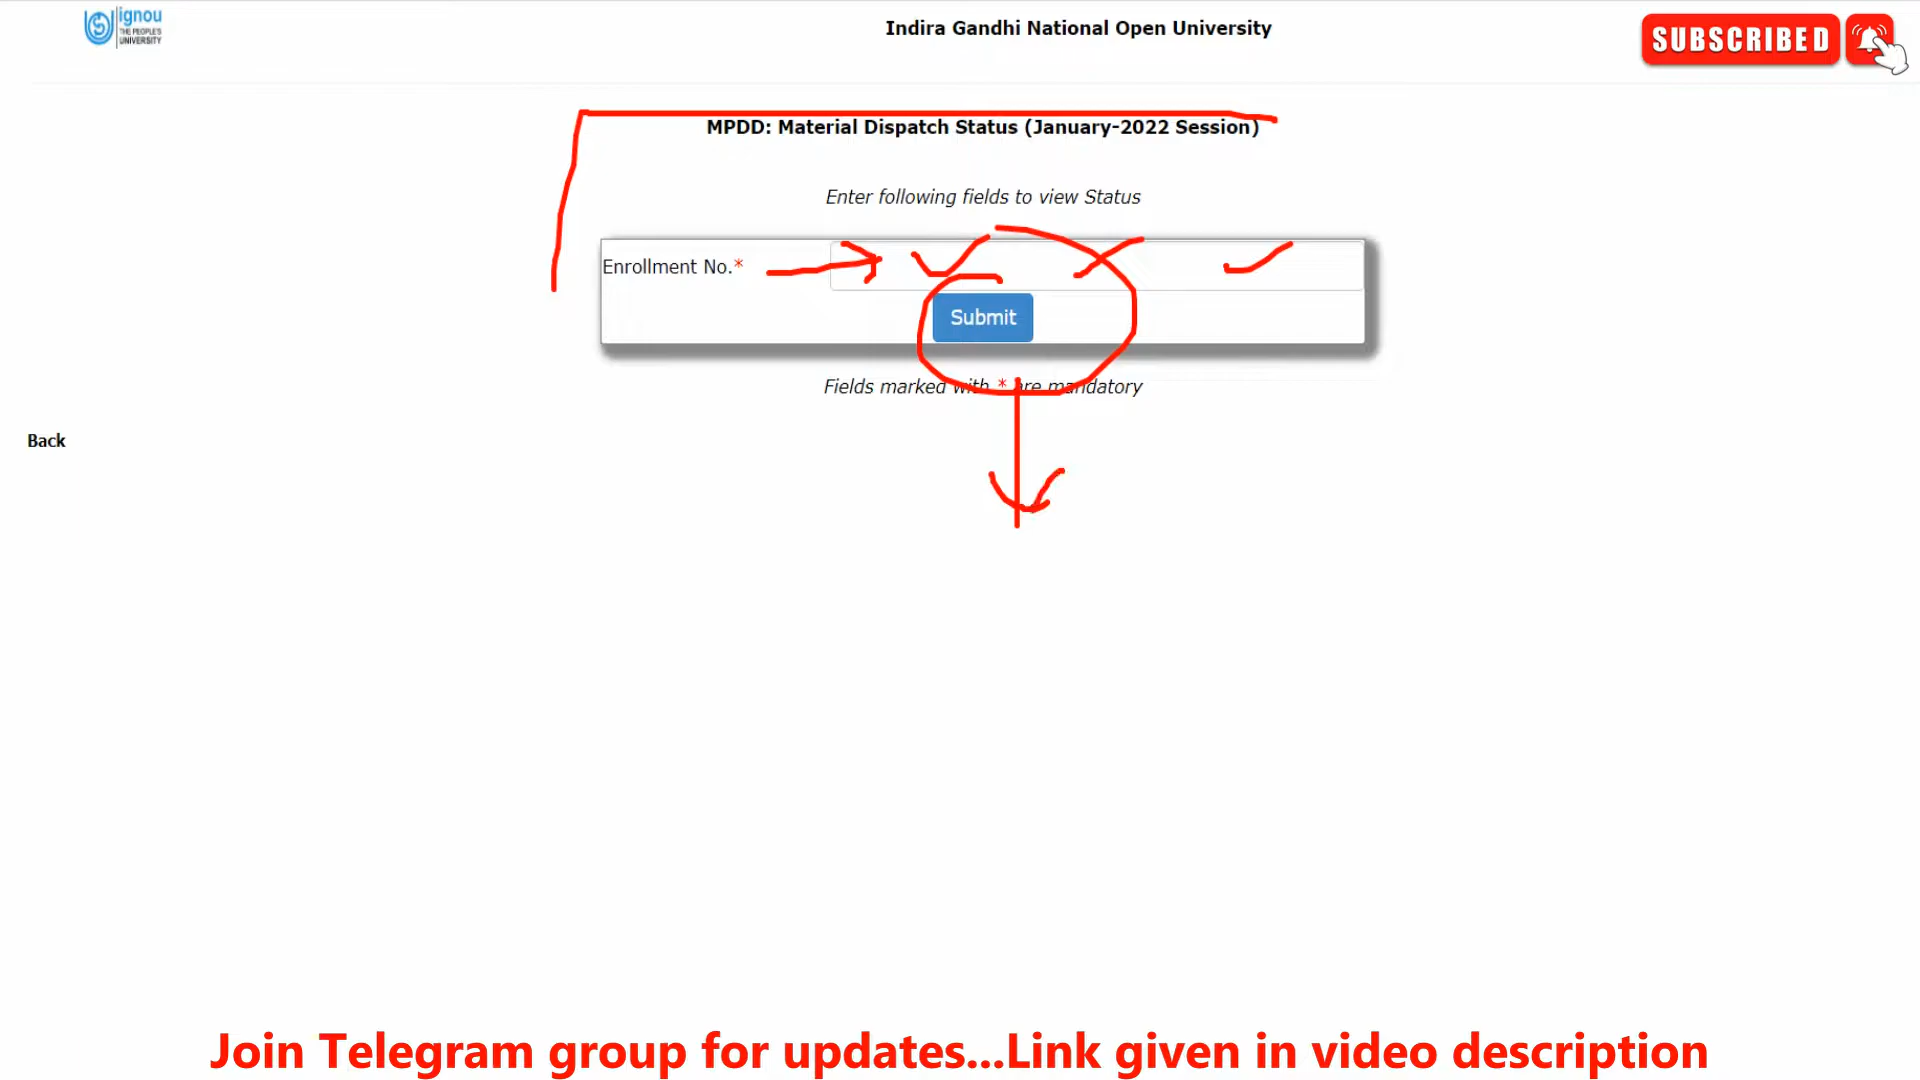 ignou
THE PEOPLE'S
UNIVERSITY
Indira Gandhi National Open University
SUBSCRIBED
MPDD: Material Dispatch Status (January-2022 Session)
Enter following fields to view Status
Enrollment No.*
Submit
Fields marked with * are mandatory
Back
Join Telegram group for updates...Link given in video description